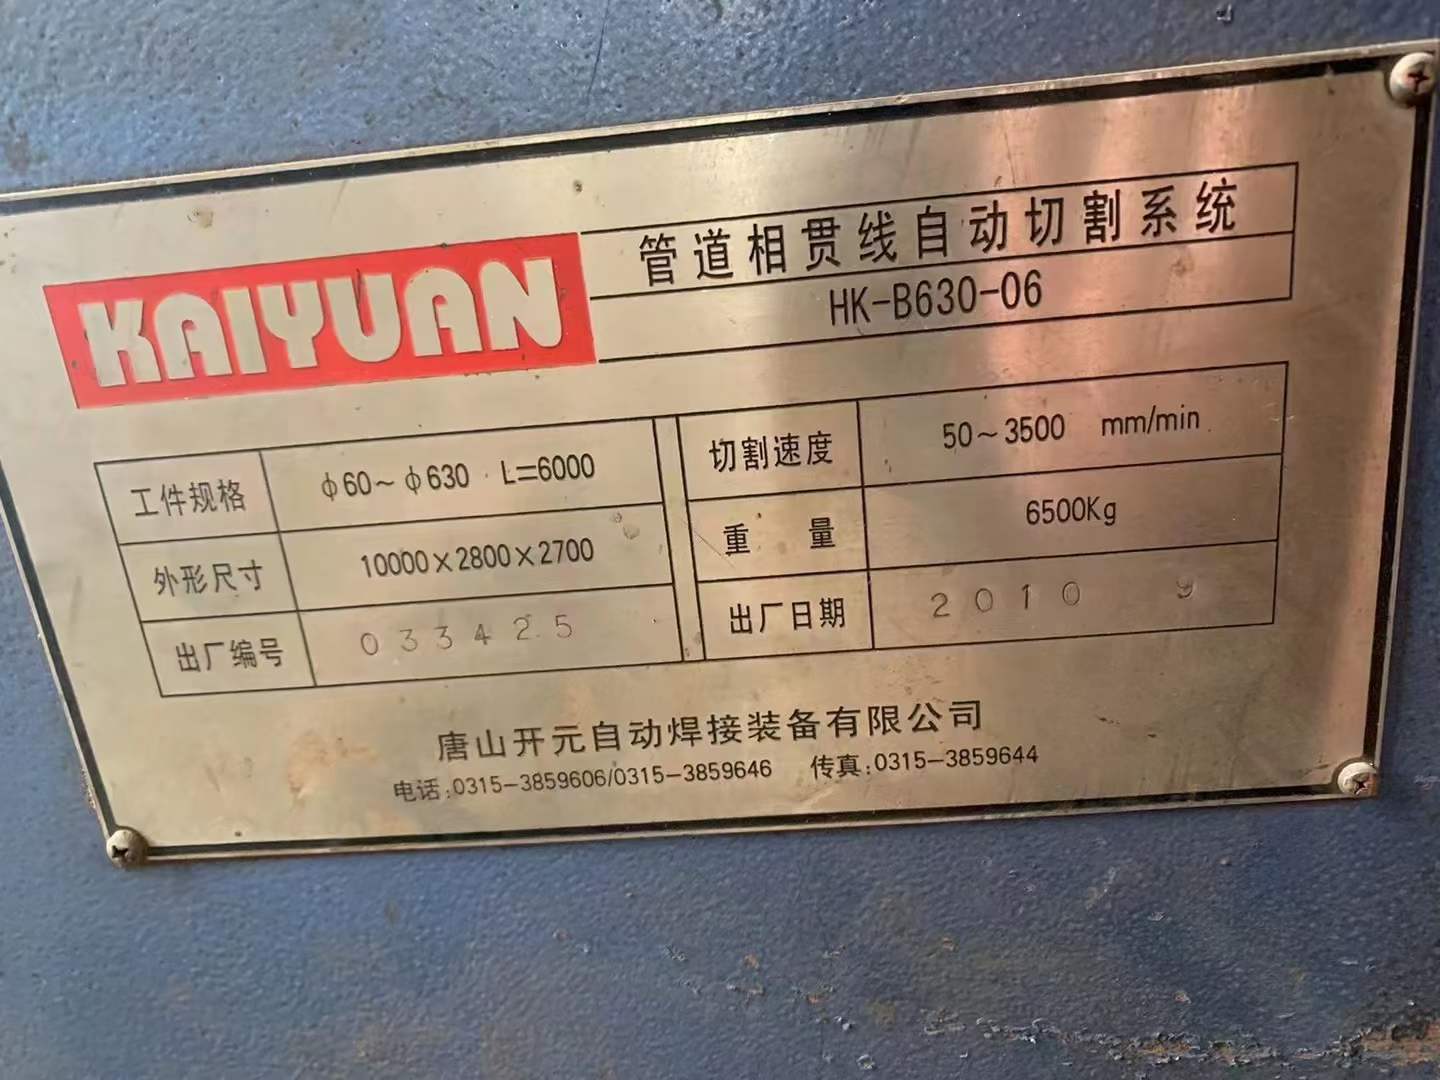 KAIYUAN
管道相贯线自动切割系统
HK-B630-06
工件规格 ф60~ф630 L=6000 切割速度 50~3500 mm/min
外形尺寸 10000×2800×2700 重 量 6500Kg
出厂编号 033425 出厂日期 2010 9
唐山开元自动焊接装备有限公司
电话:0315-3859606/0315-3859646 传真:0315-3859644